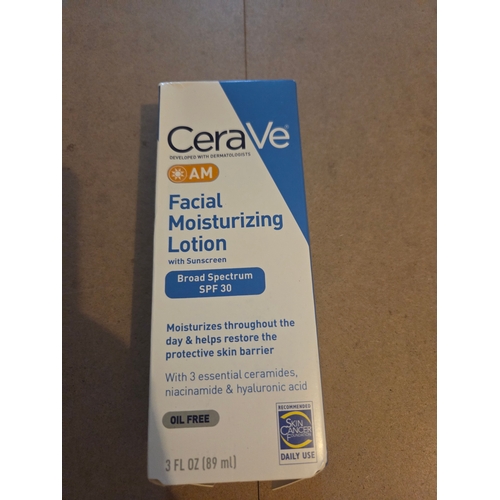 CeraVe®
DEVELOPED WITH DERMATOLOGISTS
AM
Facial
Moisturizing
Lotion
with Sunscreen
Broad Spectrum
SPF 30
Moisturizes throughout the
day & helps restore the
protective skin barrier
With 3 essential ceramides,
niacinamide & hyaluronic acid
OIL FREE
RECOMMENDED
SKIN
CANCER
DAILY USE
3 FL OZ (89 ml)